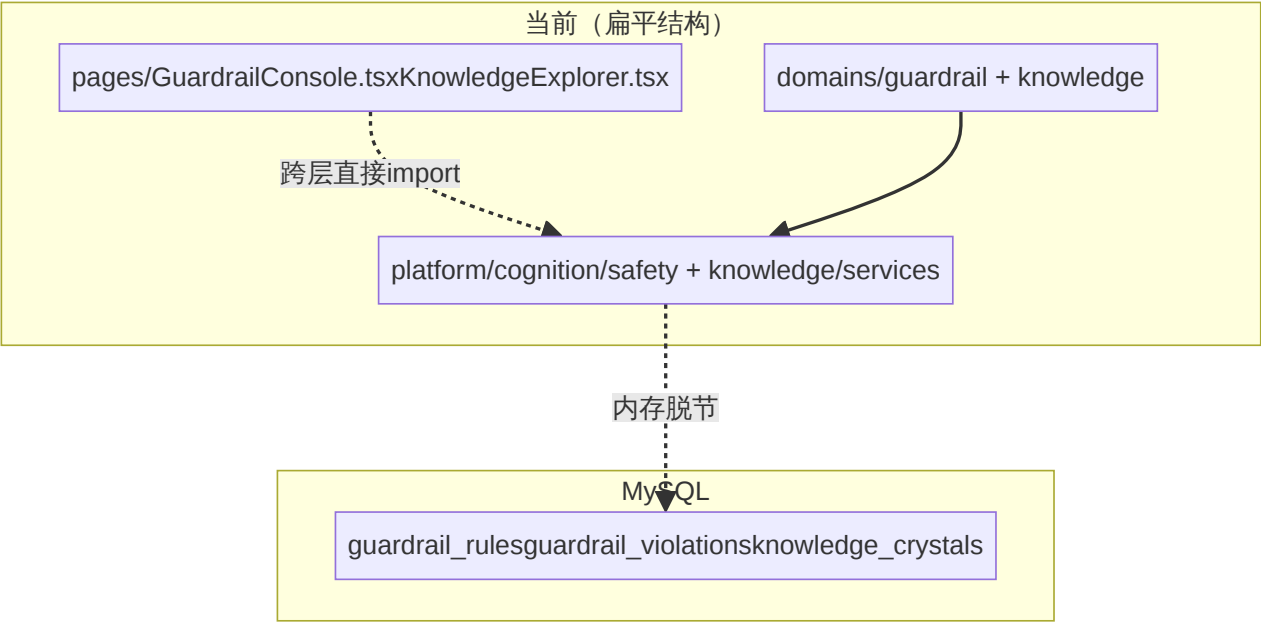 当前（扁平结构）
pages/GuardrailConsole.tsxKnowledgeExplorer.tsx
domains/guardrail + knowledge
跨层直接import
platform/cognition/safety + knowledge/services
内存脱节
MySQL
guardrail_rulesguardrail_violationsknowledge_crystals